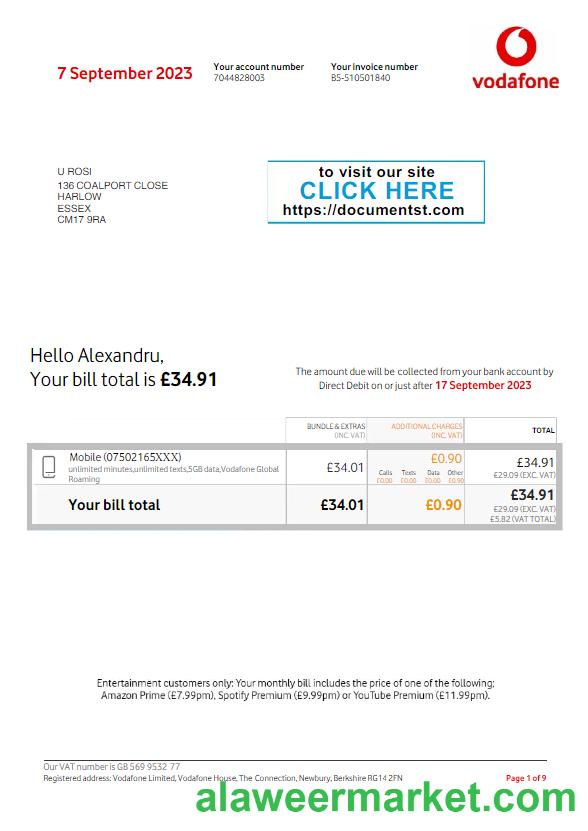 7 September 2023
Your account number
7044828003
Your invoice number
B5-510501840
vodafone
U ROSI
136 COALPORT CLOSE
HARLOW
ESSEX
CM17 9RA
to visit our site
CLICK HERE
https://documentst.com
Hello Alexandru,
Your bill total is £34.91
The amount due will be collected from your bank account by
Direct Debit on or just after 17 September 2023
BUNDLE & EXTRAS
(INC. VAT)
ADDITIONAL CHARGES
(INC. VAT)
TOTAL
Mobile (07502165XXX)
unlimited minutes,unlimited texts,5GB data,Vodafone Global
Roaming
£34.01
£0.90
Calls Texts Data Other
£0.00 £0.00 £0.00 £0.90
£34.91
£29.09 (EXC. VAT)
Your bill total
£34.01
£0.90
£34.91
£29.09 (EXC. VAT)
£5.82 (VAT TOTAL)
Entertainment customers only: Your monthly bill includes the price of one of the following;
Amazon Prime (£7.99pm), Spotify Premium (£9.99pm) or YouTube Premium (£11.99pm).
Our VAT number is GB 569 9532 77
Registered address: Vodafone Limited, Vodafone House, The Connection, Newbury, Berkshire RG14 2FN
Page 1 of 9
alaweermarket.com